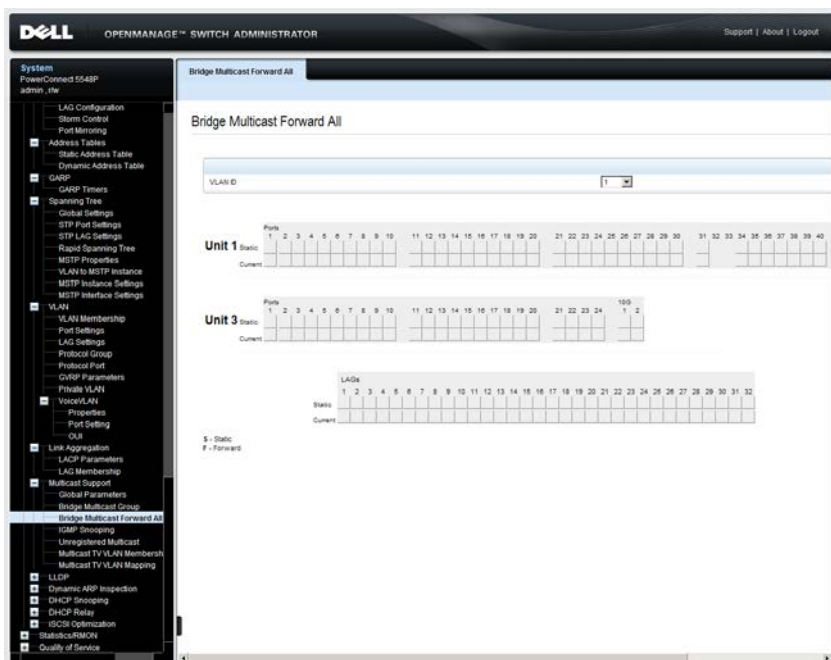 DELL OPENMANAGE™ SWITCH ADMINISTRATOR Support | About | Logout
System
PowerConnect 5548P
admin , r/w
LAG Configuration
Storm Control
Port Mirroring
Address Tables
Static Address Table
Dynamic Address Table
GARP
GARP Timers
Spanning Tree
Global Settings
STP Port Settings
STP LAG Settings
Rapid Spanning Tree
MSTP Properties
VLAN to MSTP Instance
MSTP Instance Settings
MSTP Interface Settings
VLAN
VLAN Membership
Port Settings
LAG Settings
Protocol Group
Protocol Port
GVRP Parameters
Private VLAN
VoiceVLAN
Properties
Port Setting
OUI
Link Aggregation
LACP Parameters
LAG Membership
Multicast Support
Global Parameters
Bridge Multicast Group
Bridge Multicast Forward All
IGMP Snooping
Unregistered Multicast
Multicast TV VLAN Membersh
Multicast TV VLAN Mapping
LLDP
Dynamic ARP Inspection
DHCP Snooping
DHCP Relay
iSCSI Optimization
Statistics/RMON
Quality of Service
Bridge Multicast Forward All
Bridge Multicast Forward All
VLAN ID 1
Ports
1 2 3 4 5 6 7 8 9 10 11 12 13 14 15 16 17 18 19 20 21 22 23 24 25 26 27 28 29 30 31 32 33 34 35 36 37 38 39 40
Unit 1 Static
Current
Ports 10G
1 2 3 4 5 6 7 8 9 10 11 12 13 14 15 16 17 18 19 20 21 22 23 24 1 2
Unit 3 Static
Current
LAGs
1 2 3 4 5 6 7 8 9 10 11 12 13 14 15 16 17 18 19 20 21 22 23 24 25 26 27 28 29 30 31 32
Static
Current
S - Static
F - Forward